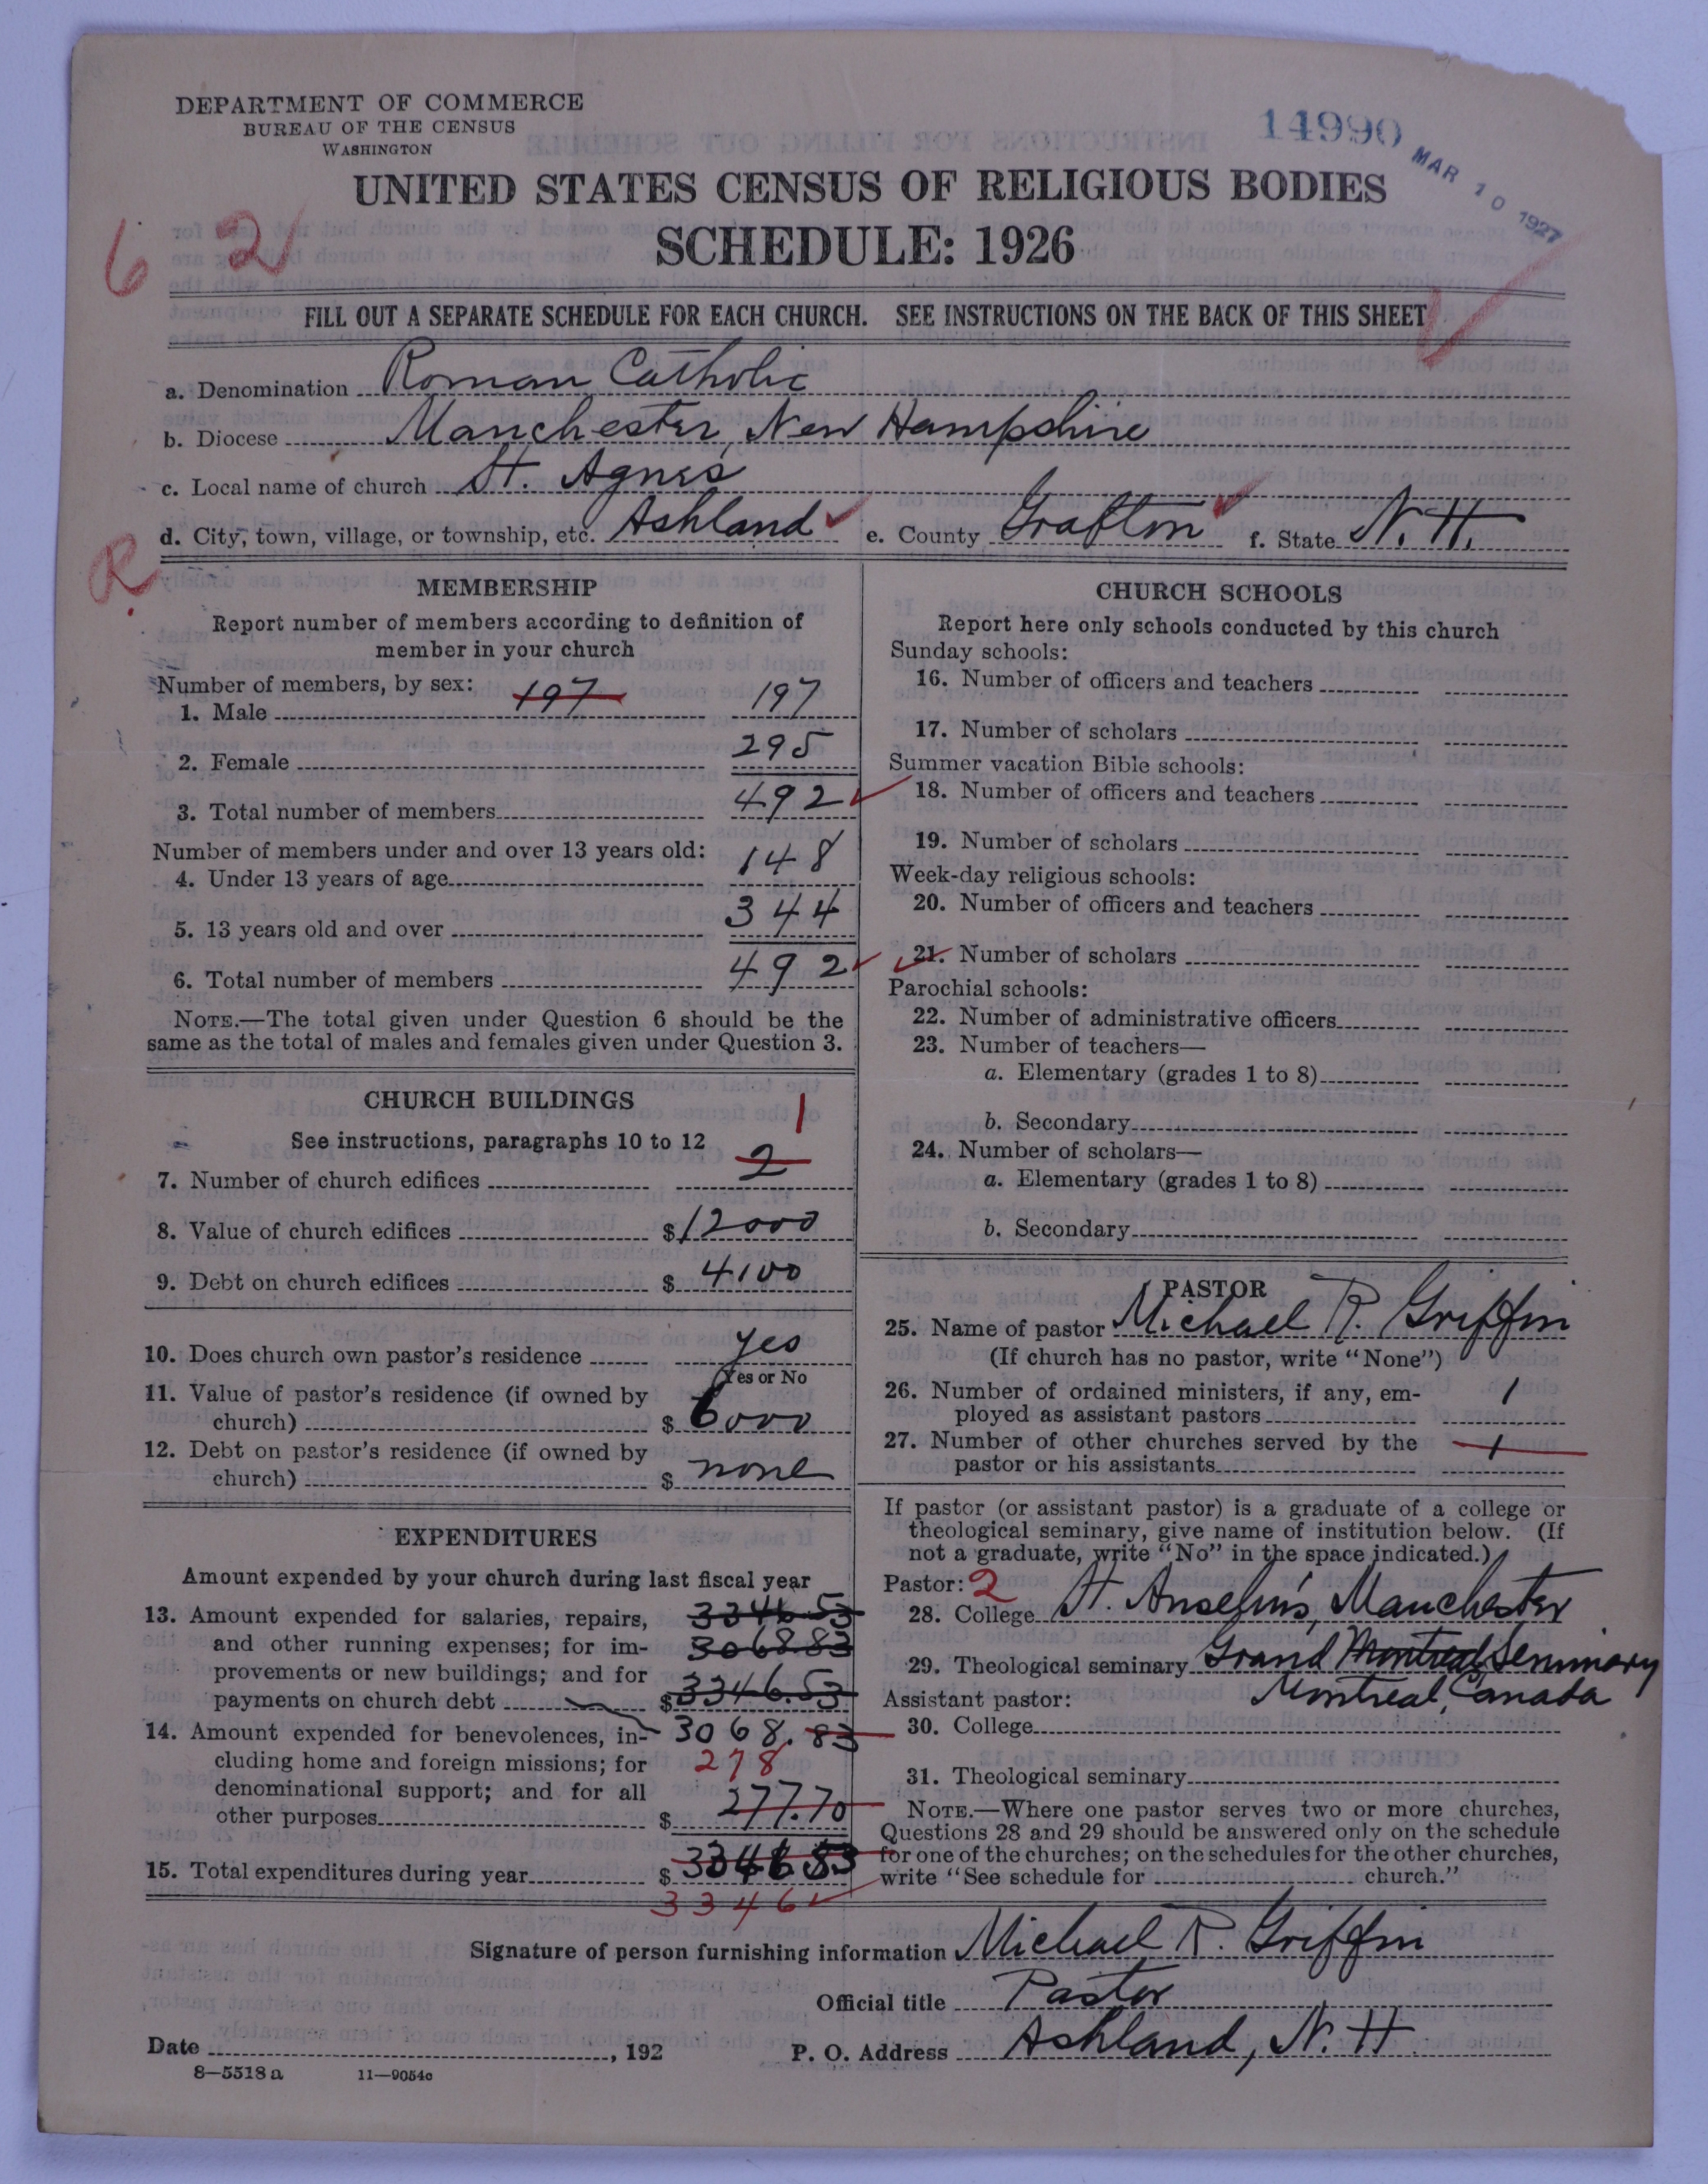 DEPARTMENT OF COMMERCE
BUREAU OF THE CENSUS
WASHINGTON
14990
MAR 10 1927
UNITED STATES CENSUS OF RELIGIOUS BODIES
6 2
SCHEDULE: 1926
FILL OUT A SEPARATE SCHEDULE FOR EACH CHURCH. SEE INSTRUCTIONS ON THE BACK OF THIS SHEET
a. Denomination Roman Catholic
b. Diocese Manchester, New Hampshire
c. Local name of church St. Agnes
d. City, town, village, or township, etc. Ashland e. County Grafton f. State N. H.
R
MEMBERSHIP
Report number of members according to definition of
member in your church
Number of members, by sex: 197
1. Male 197
2. Female 295
3. Total number of members 492
Number of members under and over 13 years old:
4. Under 13 years of age 148
5. 13 years old and over 344
6. Total number of members 492
NOTE.—The total given under Question 6 should be the
same as the total of males and females given under Question 3.
CHURCH BUILDINGS
1
See instructions, paragraphs 10 to 12
7. Number of church edifices 2
8. Value of church edifices $12000
9. Debt on church edifices $ 4100
10. Does church own pastor's residence yes
Yes or No
11. Value of pastor's residence (if owned by
church) $ 6000
12. Debt on pastor's residence (if owned by
church) $ none
EXPENDITURES
Amount expended by your church during last fiscal year
13. Amount expended for salaries, repairs, 3346.53
and other running expenses; for im- 3068.83
provements or new buildings; and for
payments on church debt $3346.53
14. Amount expended for benevolences, in- 3068.83
cluding home and foreign missions; for 278
denominational support; and for all
other purposes $ 277.70
15. Total expenditures during year $ 3346 53
3346
CHURCH SCHOOLS
Report here only schools conducted by this church
Sunday schools:
16. Number of officers and teachers
17. Number of scholars
Summer vacation Bible schools:
18. Number of officers and teachers
19. Number of scholars
Week-day religious schools:
20. Number of officers and teachers
21. Number of scholars
Parochial schools:
22. Number of administrative officers
23. Number of teachers—
a. Elementary (grades 1 to 8)
b. Secondary
24. Number of scholars—
a. Elementary (grades 1 to 8)
b. Secondary
PASTOR
25. Name of pastor Michael R. Griffin
(If church has no pastor, write "None")
26. Number of ordained ministers, if any, em- 1
ployed as assistant pastors
27. Number of other churches served by the 1
pastor or his assistants
If pastor (or assistant pastor) is a graduate of a college or
theological seminary, give name of institution below. (If
not a graduate, write "No" in the space indicated.)
Pastor: 2
28. College St. Anselm's, Manchester
29. Theological seminary Grand Montreal Seminary
Assistant pastor: Montreal, Canada
30. College
31. Theological seminary
NOTE.—Where one pastor serves two or more churches,
Questions 28 and 29 should be answered only on the schedule
for one of the churches; on the schedules for the other churches,
write "See schedule for church."
Signature of person furnishing information Michael R. Griffin
Official title Pastor
Date , 192 P. O. Address Ashland, N. H.
8—5518 a 11—9054c